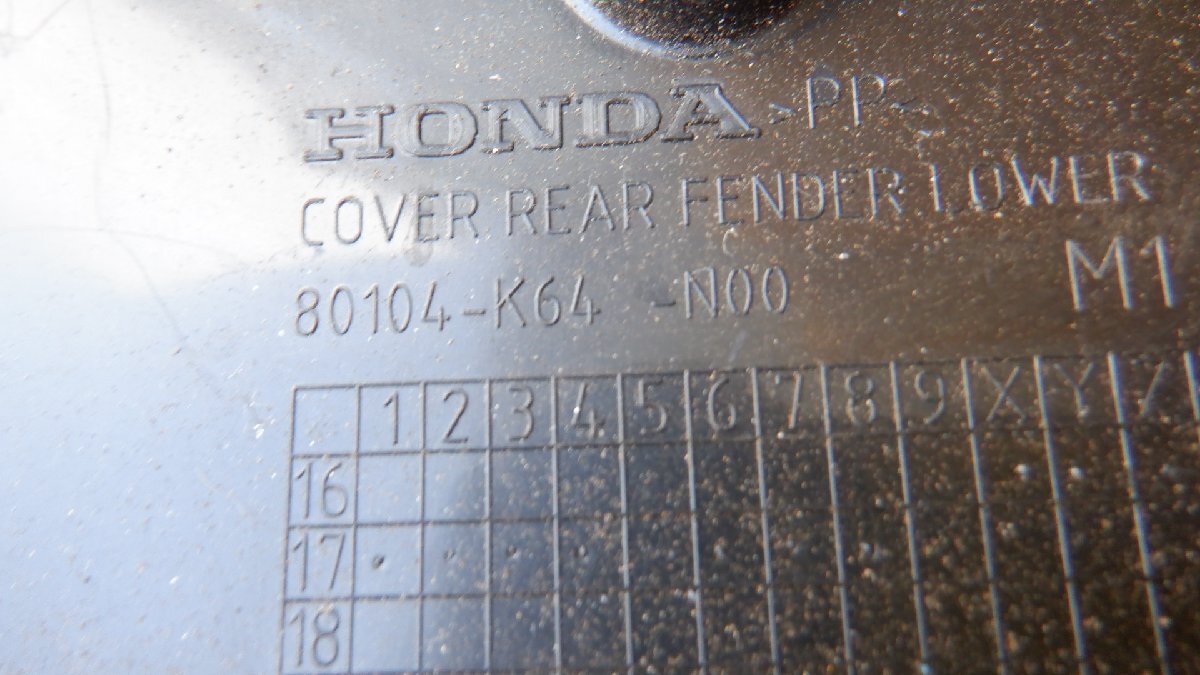 HONDA >PP<
COVER REAR FENDER LOWER
80104-K64 -N00
M1
1 2 3 4 5 6 7 8 9 X Y Z
16
17
18